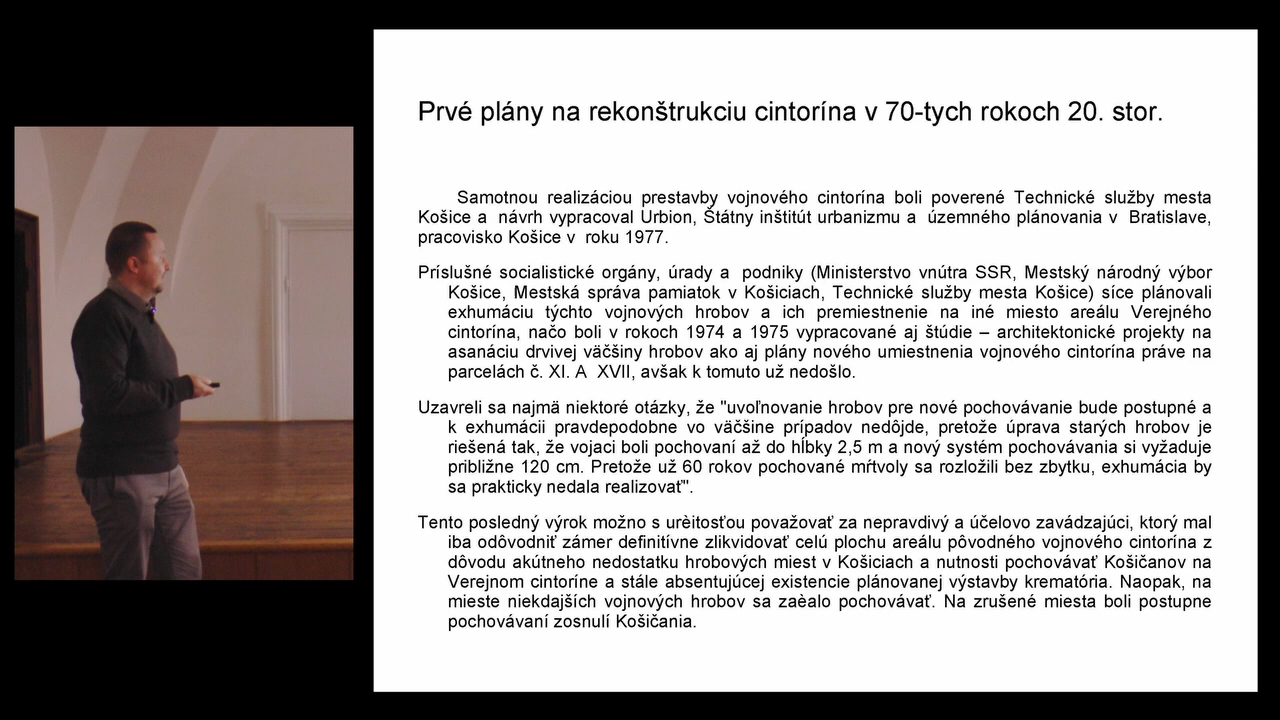 Prvé plány na rekonštrukciu cintorína v 70-tych rokoch 20. stor.
Samotnou realizáciou prestavby vojnového cintorína boli poverené Technické služby mesta
Košice a návrh vypracoval Urbion, Štátny inštitút urbanizmu a územného plánovania v Bratislave,
pracovisko Košice v roku 1977.
Príslušné socialistické orgány, úrady a podniky (Ministerstvo vnútra SSR, Mestský národný výbor
Košice, Mestská správa pamiatok v Košiciach, Technické služby mesta Košice) síce plánovali
exhumáciu týchto vojnových hrobov a ich premiestnenie na iné miesto areálu Verejného
cintorína, načo boli v rokoch 1974 a 1975 vypracované aj štúdie – architektonické projekty na
asanáciu drvivej väčšiny hrobov ako aj plány nového umiestnenia vojnového cintorína práve na
parcelách č. XI. A XVII, avšak k tomuto už nedošlo.
Uzavreli sa najmä niektoré otázky, že "uvoľnovanie hrobov pre nové pochovávanie bude postupné a
k exhumácii pravdepodobne vo väčšine prípadov nedôjde, pretože úprava starých hrobov je
riešená tak, že vojaci boli pochovaní až do hĺbky 2,5 m a nový systém pochovávania si vyžaduje
približne 120 cm. Pretože už 60 rokov pochované mŕtvoly sa rozložili bez zbytku, exhumácia by
sa prakticky nedala realizovať".
Tento posledný výrok možno s urèitosťou považovať za nepravdivý a účelovo zavádzajúci, ktorý mal
iba odôvodniť zámer definitívne zlikvidovať celú plochu areálu pôvodného vojnového cintorína z
dôvodu akútneho nedostatku hrobových miest v Košiciach a nutnosti pochovávať Košičanov na
Verejnom cintoríne a stále absentujúcej existencie plánovanej výstavby krematória. Naopak, na
mieste niekdajších vojnových hrobov sa zaèalo pochovávať. Na zrušené miesta boli postupne
pochovávaní zosnulí Košičania.